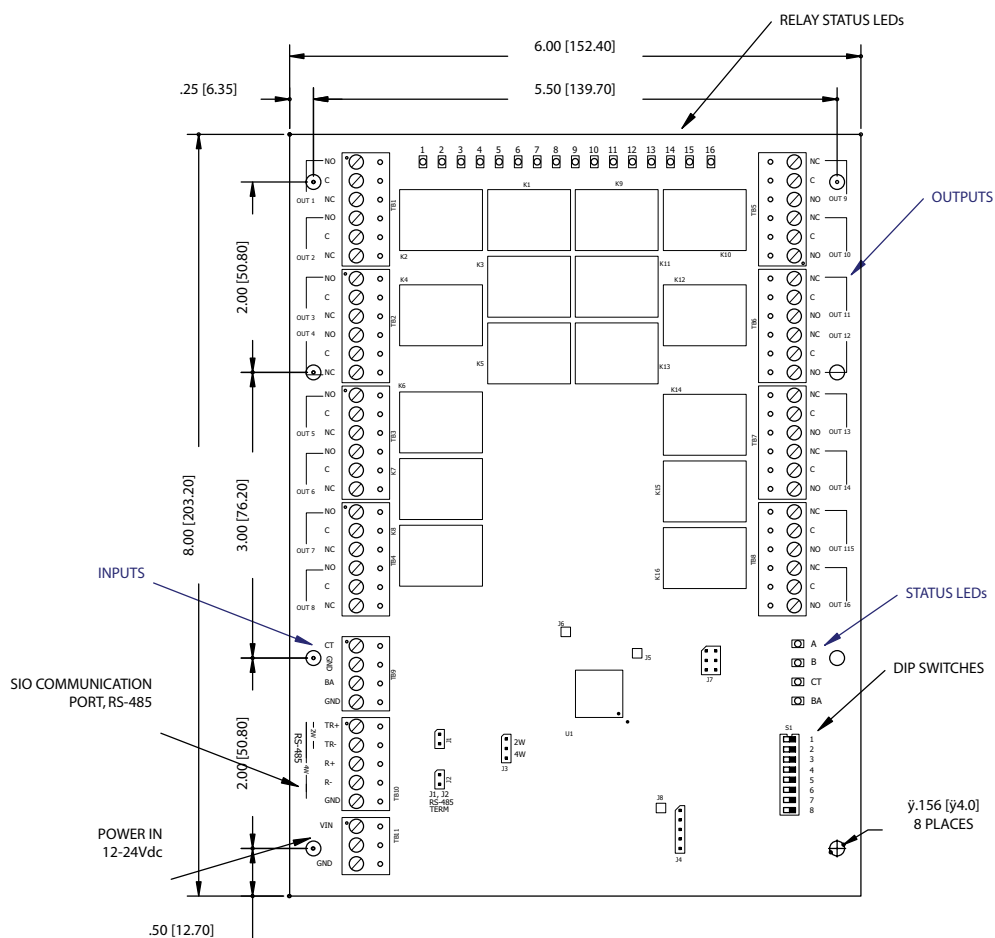 RELAY STATUS LEDs
6.00 [152.40]
.25 [6.35]
5.50 [139.70]
1 2 3 4 5 6 7 8 9 10 11 12 13 14 15 16
OUTPUTS
2.00 [50.80]
8.00 [203.20]
3.00 [76.20]
2.00 [50.80]
.50 [12.70]
NO
C
NC
OUT 1
NO
C
NC
OUT 2
TB1
NO
C
NC
OUT 3
OUT 4
NO
C
NC
TB2
NO
C
NC
OUT 5
NO
C
NC
OUT 6
TB3
NO
C
NC
OUT 7
NO
C
NC
OUT 8
TB4
K1
K9
K2
K3
K11
K10
K4
K12
K5
K13
K6
K14
K7
K15
K8
K16
NC
C
NO
OUT 9
NC
C
NO
OUT 10
TB5
NC
C
NO
OUT 11
NC
OUT 12
C
NO
TB6
NC
C
NO
OUT 13
NC
C
NO
OUT 14
TB7
NC
C
NO
OUT 115
NC
C
NO
OUT 16
TB8
INPUTS
CT
GND
BA
GND
TB9
SIO COMMUNICATION
PORT, RS-485
RS-485
2W
4W
TR+
TR-
R+
R-
GND
TB10
POWER IN
12-24Vdc
VIN
GND
TB11
J1
J2
J1, J2
RS-485
TERM
2W
4W
J3
J6
J5
J7
U1
J8
J4
STATUS LEDs
A
B
CT
BA
DIP SWITCHES
S1
1
2
3
4
5
6
7
8
ÿ.156 [ÿ4.0]
8 PLACES